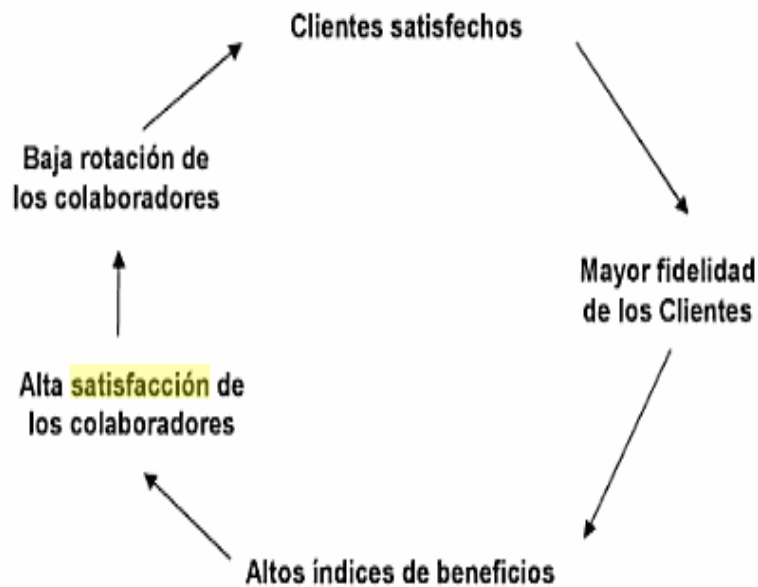 Clientes satisfechos
Baja rotación de
los colaboradores
Mayor fidelidad
de los Clientes
Alta satisfacción de
los colaboradores
Altos índices de beneficios